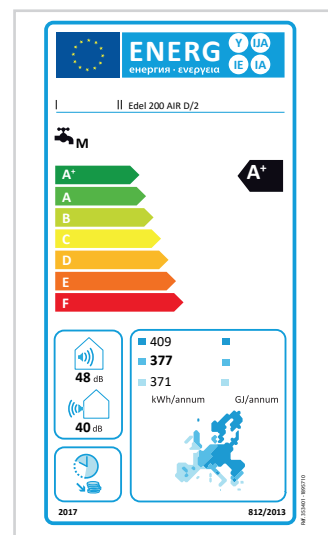 ENERG
енергия · ενεργεια
Y IJA
IE IA
I II Edel 200 AIR D/2
M
A+
A+
A
B
C
D
E
F
48 dB
40 dB
409
377
371
kWh/annum GJ/annum
2017 812/2013